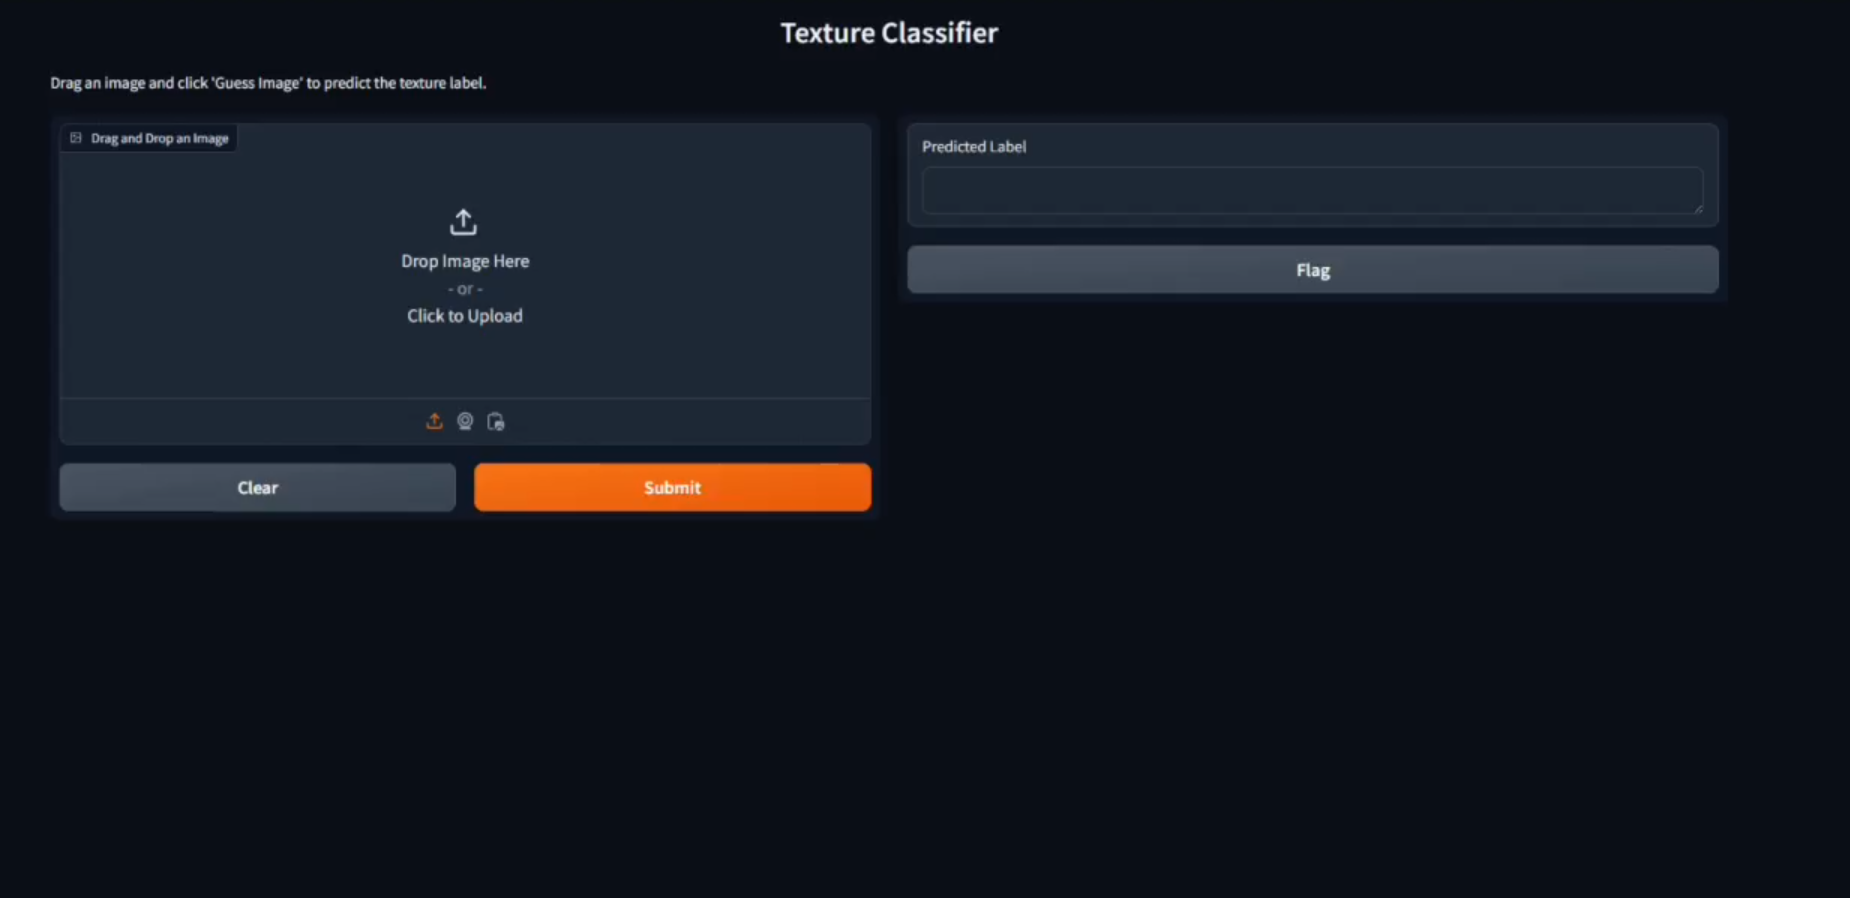 Texture Classifier
Drag an image and click 'Guess Image' to predict the texture label.
Drag and Drop an Image
Drop Image Here
- or -
Click to Upload
Clear
Submit
Predicted Label
Flag